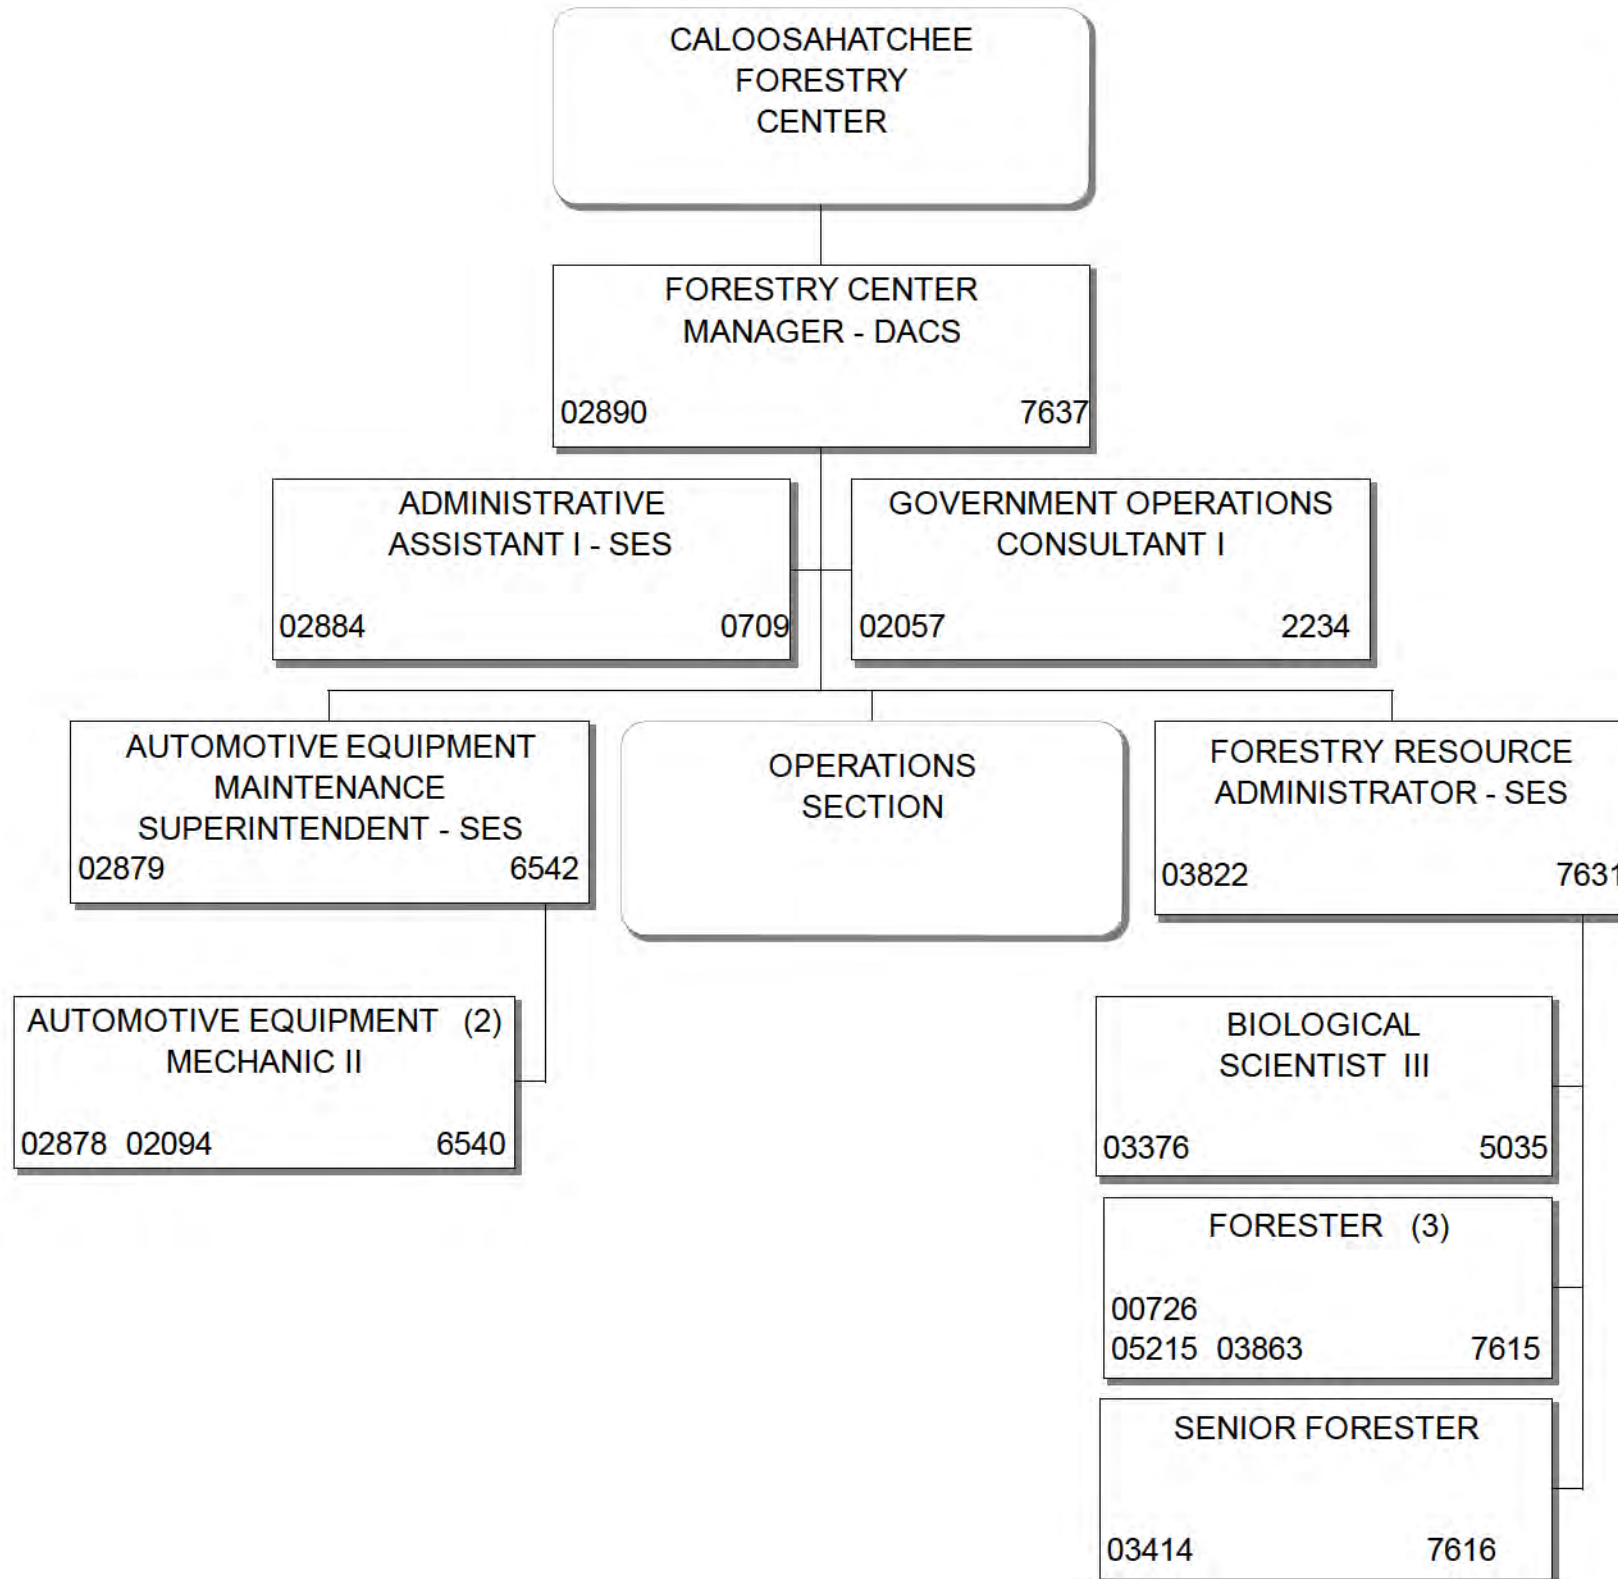 CALOOSAHATCHEE
FORESTRY
CENTER
FORESTRY CENTER
MANAGER - DACS
02890 7637
ADMINISTRATIVE
ASSISTANT I - SES
02884 0709
GOVERNMENT OPERATIONS
CONSULTANT I
02057 2234
AUTOMOTIVE EQUIPMENT
MAINTENANCE
SUPERINTENDENT - SES
02879 6542
OPERATIONS
SECTION
FORESTRY RESOURCE
ADMINISTRATOR - SES
03822 7631
AUTOMOTIVE EQUIPMENT (2)
MECHANIC II
02878 02094 6540
BIOLOGICAL
SCIENTIST III
03376 5035
FORESTER (3)
00726
05215 03863 7615
SENIOR FORESTER
03414 7616